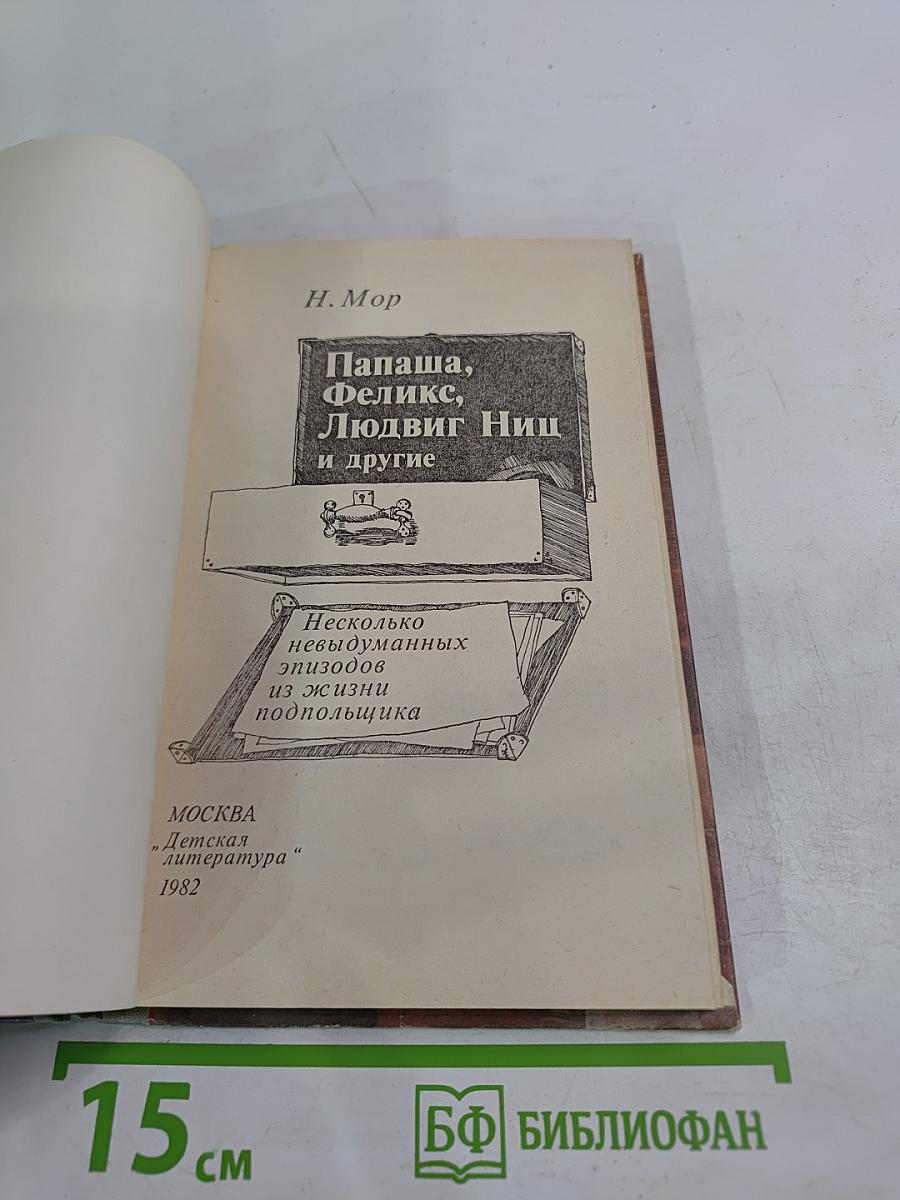 Н. Мор
Папаша,
Феликс,
Людвиг Ниц
и другие
Несколько
невыдуманных
эпизодов
из жизни
подпольщика
МОСКВА
„Детская
литература“
1982
15 см
БФ БИБЛИОФАН